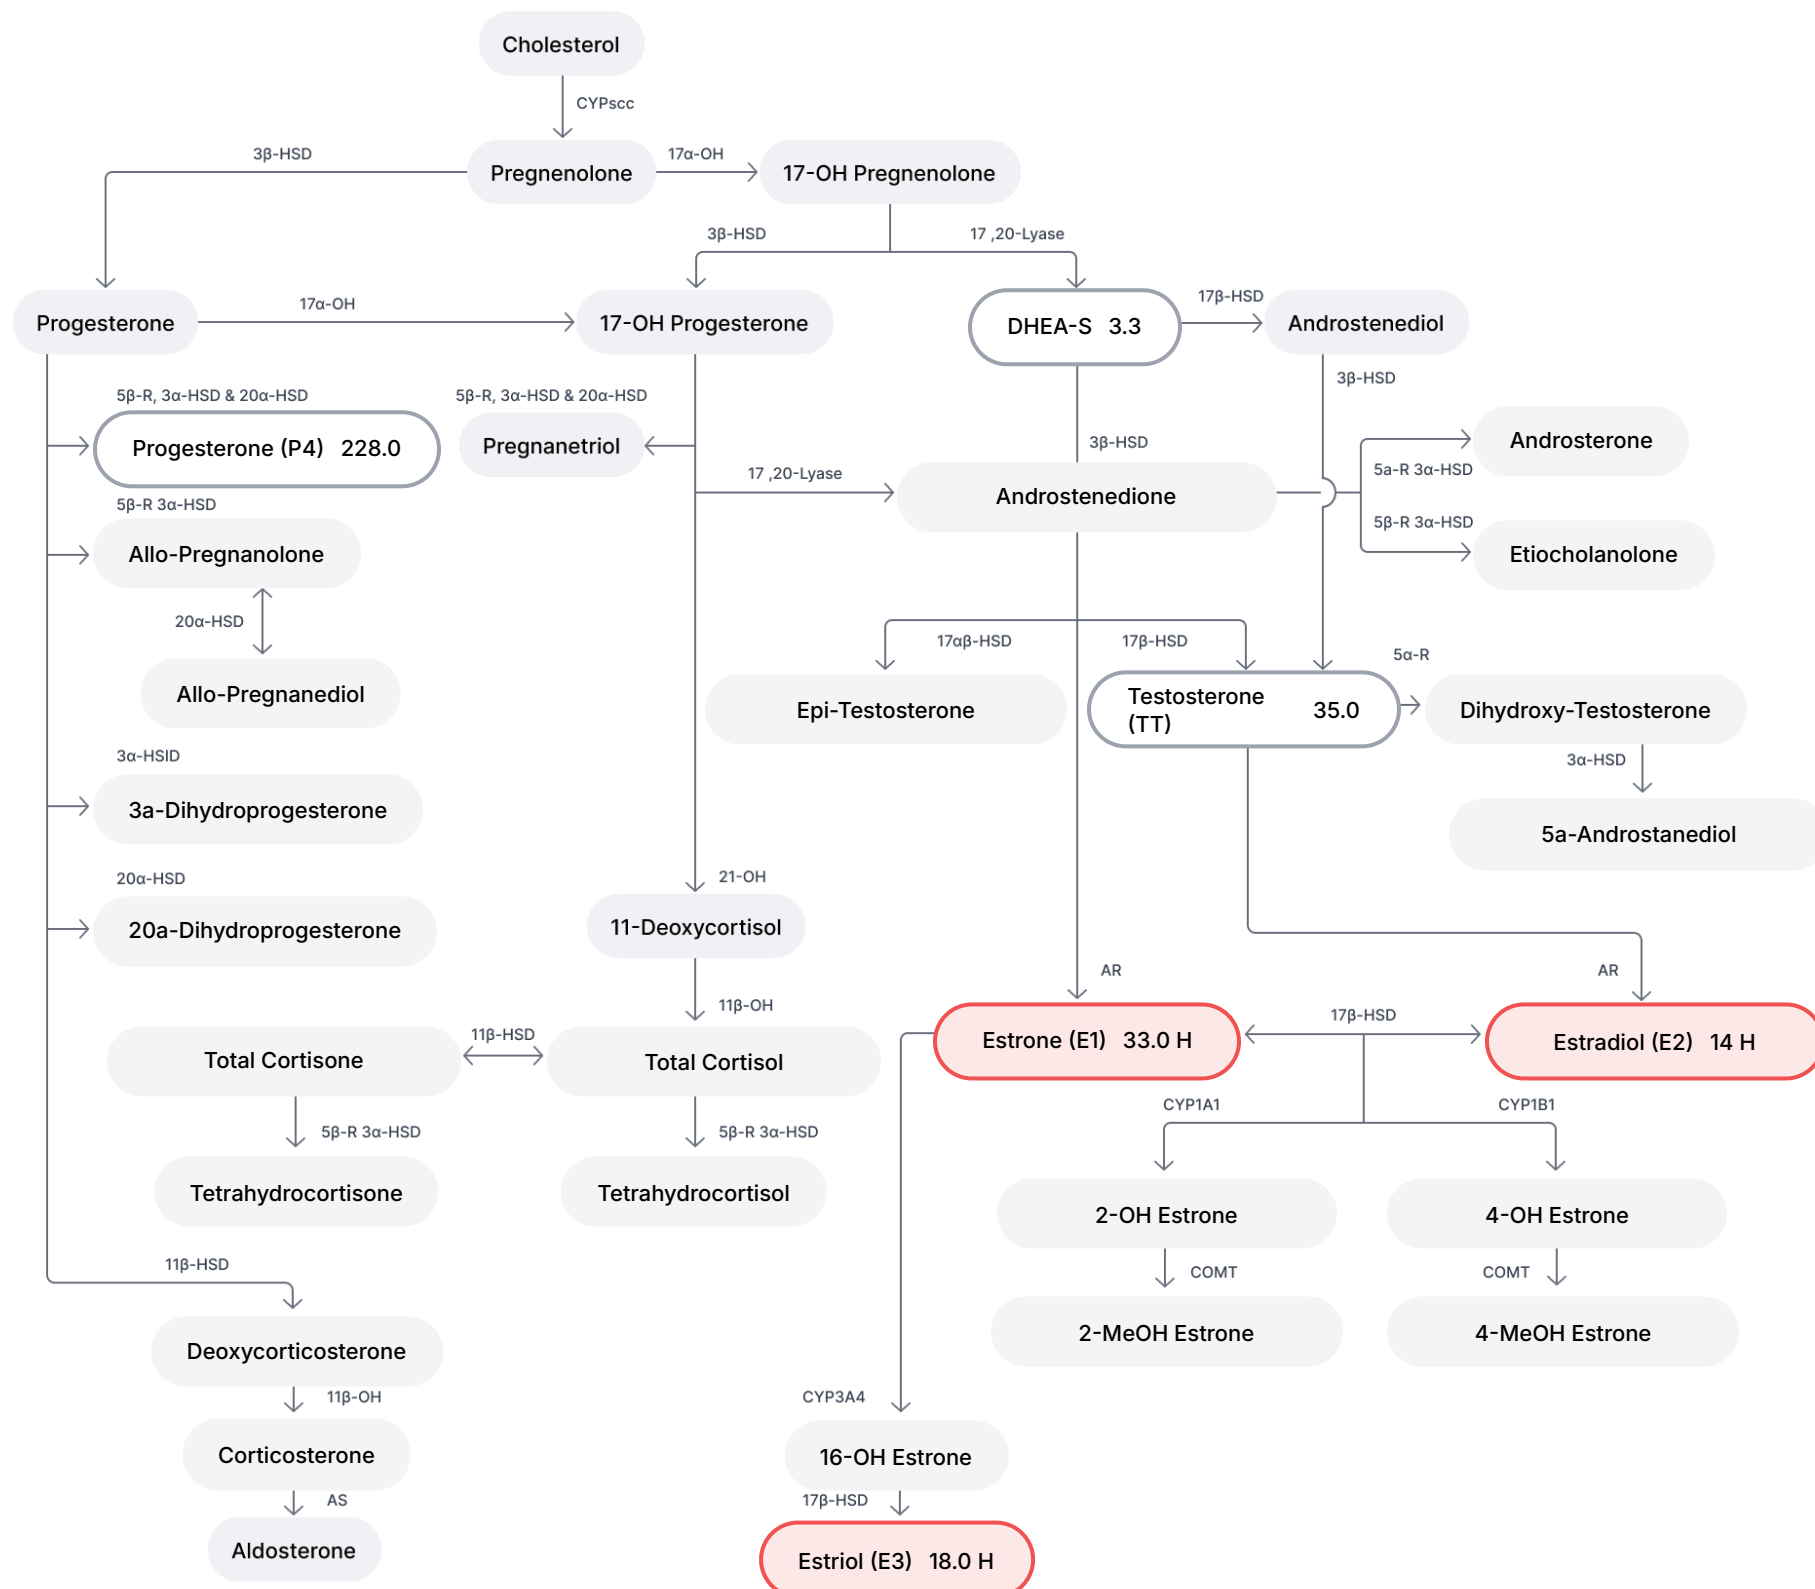 Cholesterol
CYPscc
3β-HSD
Pregnenolone
17α-OH
17-OH Pregnenolone
3β-HSD
17 ,20-Lyase
Progesterone
17α-OH
17-OH Progesterone
DHEA-S 3.3
17β-HSD
Androstenediol
3β-HSD
5β-R, 3α-HSD & 20α-HSD
Progesterone (P4) 228.0
5β-R, 3α-HSD & 20α-HSD
Pregnanetriol
3β-HSD
17 ,20-Lyase
Androstenedione
Androsterone
5a-R 3α-HSD
5β-R 3α-HSD
Etiocholanolone
5β-R 3α-HSD
Allo-Pregnanolone
20α-HSD
Allo-Pregnanediol
17αβ-HSD
17β-HSD
Epi-Testosterone
Testosterone
(TT)
35.0
5α-R
Dihydroxy-Testosterone
3α-HSD
5a-Androstanediol
3α-HSID
3a-Dihydroprogesterone
20α-HSD
20a-Dihydroprogesterone
21-OH
11-Deoxycortisol
11β-OH
AR
AR
Total Cortisone
11β-HSD
Total Cortisol
Estrone (E1) 33.0 H
17β-HSD
Estradiol (E2) 14 H
5β-R 3α-HSD
5β-R 3α-HSD
CYP1A1
CYP1B1
Tetrahydrocortisone
Tetrahydrocortisol
2-OH Estrone
4-OH Estrone
COMT
COMT
2-MeOH Estrone
4-MeOH Estrone
11β-HSD
Deoxycorticosterone
11β-OH
Corticosterone
AS
Aldosterone
CYP3A4
16-OH Estrone
17β-HSD
Estriol (E3) 18.0 H